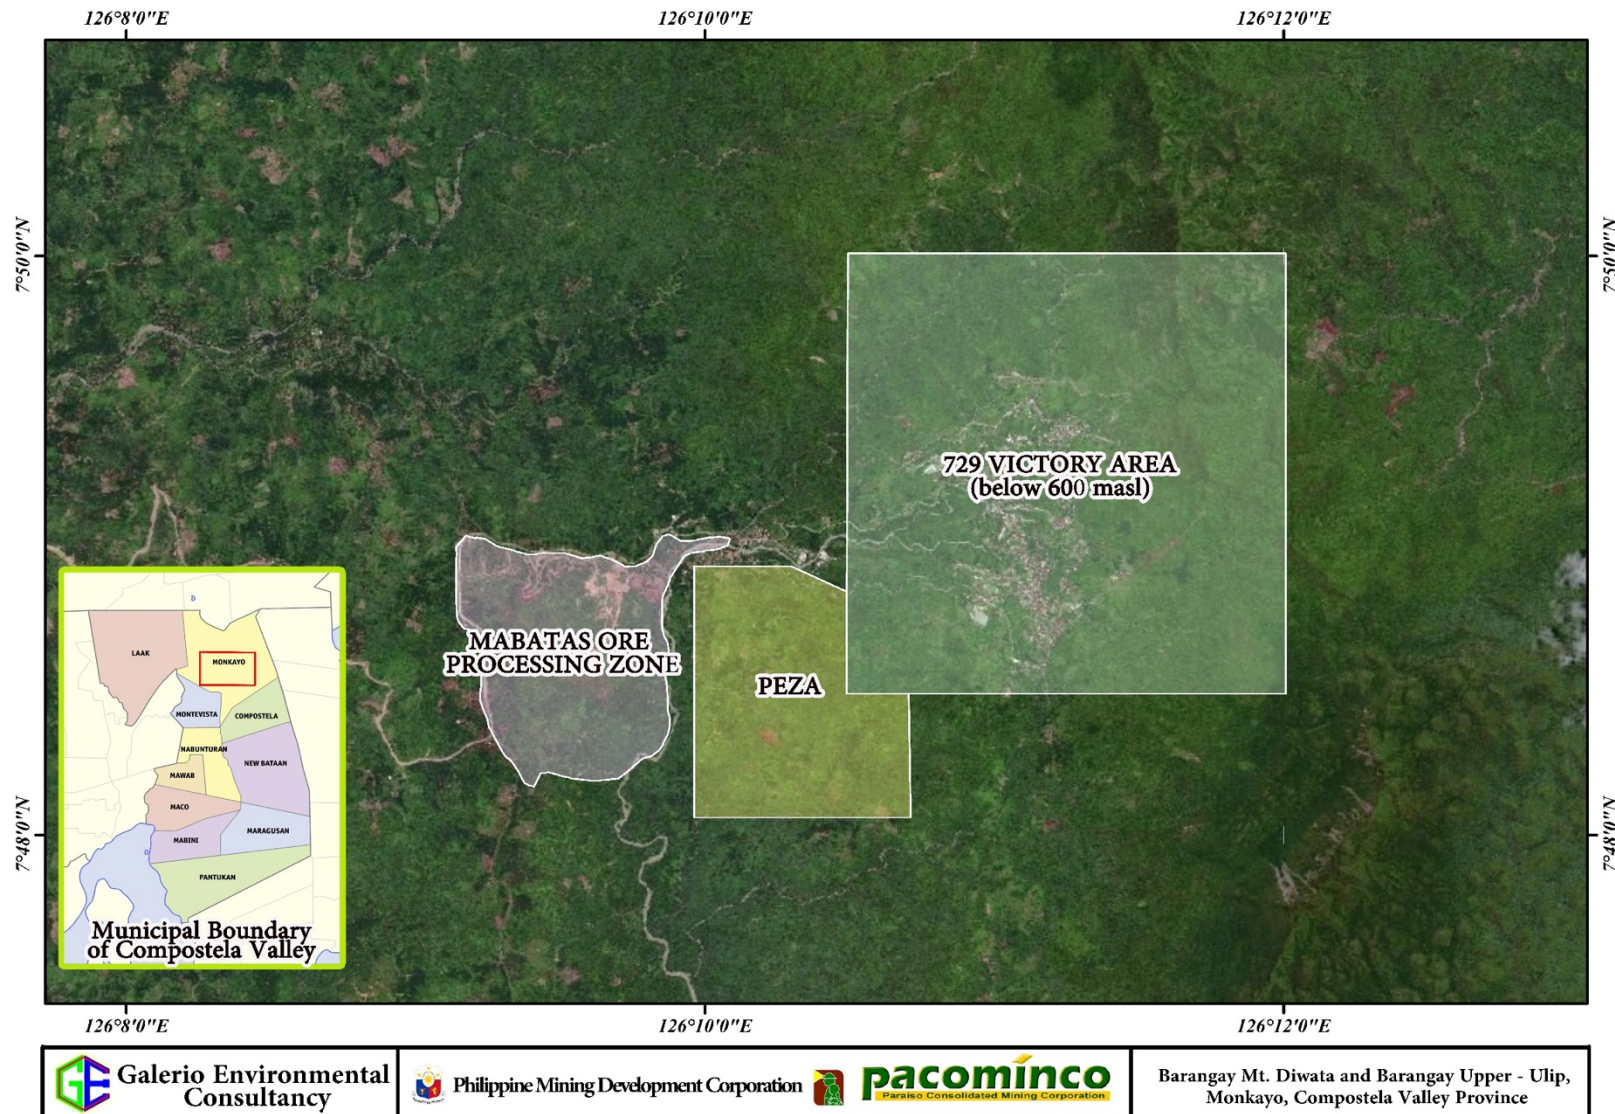 126°8'0"E
126°10'0"E
126°12'0"E
7°50'0"N
7°50'0"N
729 VICTORY AREA
(below 600 masl)
MABATAS ORE
PROCESSING ZONE
PEZA
LAAK
MONKAYO
MONTEVISTA
COMPOSTELA
NABUNTURAN
NEW BATAAN
MAWAB
MACO
MARAGUSAN
MABINI
PANTUKAN
Municipal Boundary
of Compostela Valley
7°48'0"N
7°48'0"N
126°8'0"E
126°10'0"E
126°12'0"E
GE
Galerio Environmental
Consultancy
Philippine Mining Development Corporation
pacominco
Paraiso Consolidated Mining Corporation
Barangay Mt. Diwata and Barangay Upper - Ulip,
Monkayo, Compostela Valley Province